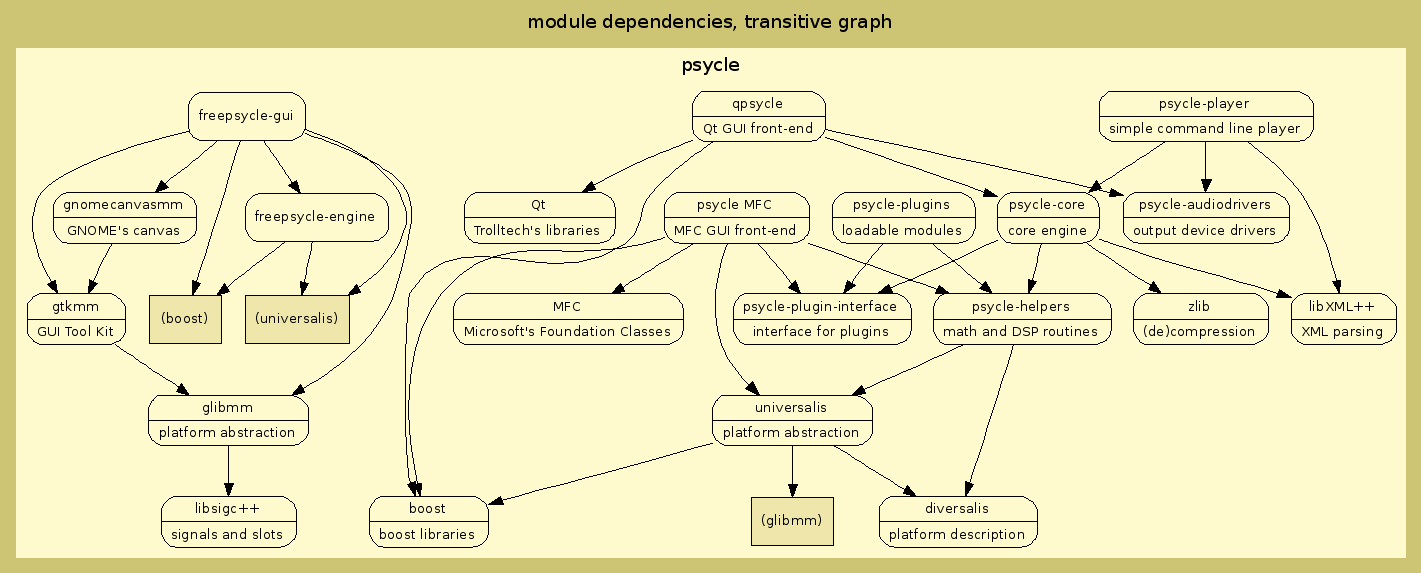 module dependencies, transitive graph
psycle
freepsycle-gui
qpsycle
Qt GUI front-end
psycle-player
simple command line player
gnomecanvasmm
GNOME's canvas
freepsycle-engine
Qt
Trolltech's libraries
psycle MFC
MFC GUI front-end
psycle-plugins
loadable modules
psycle-core
core engine
psycle-audiodrivers
output device drivers
gtkmm
GUI Tool Kit
(boost)
(universalis)
MFC
Microsoft's Foundation Classes
psycle-plugin-interface
interface for plugins
psycle-helpers
math and DSP routines
zlib
(de)compression
libXML++
XML parsing
glibmm
platform abstraction
universalis
platform abstraction
libsigc++
signals and slots
boost
boost libraries
(glibmm)
diversalis
platform description